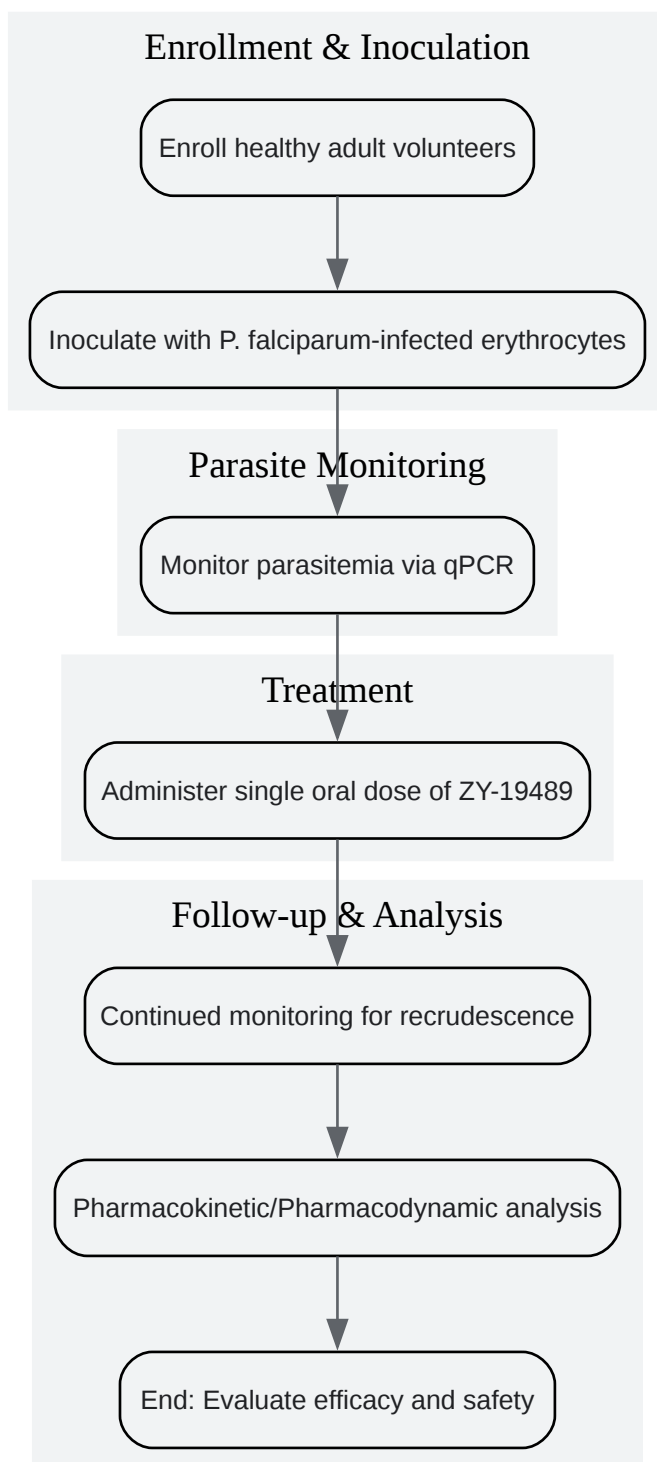 Enrollment & Inoculation
Enroll healthy adult volunteers
Inoculate with P. falciparum-infected erythrocytes
Parasite Monitoring
Monitor parasitemia via qPCR
Treatment
Administer single oral dose of ZY-19489
Follow-up & Analysis
Continued monitoring for recrudescence
Pharmacokinetic/Pharmacodynamic analysis
End: Evaluate efficacy and safety